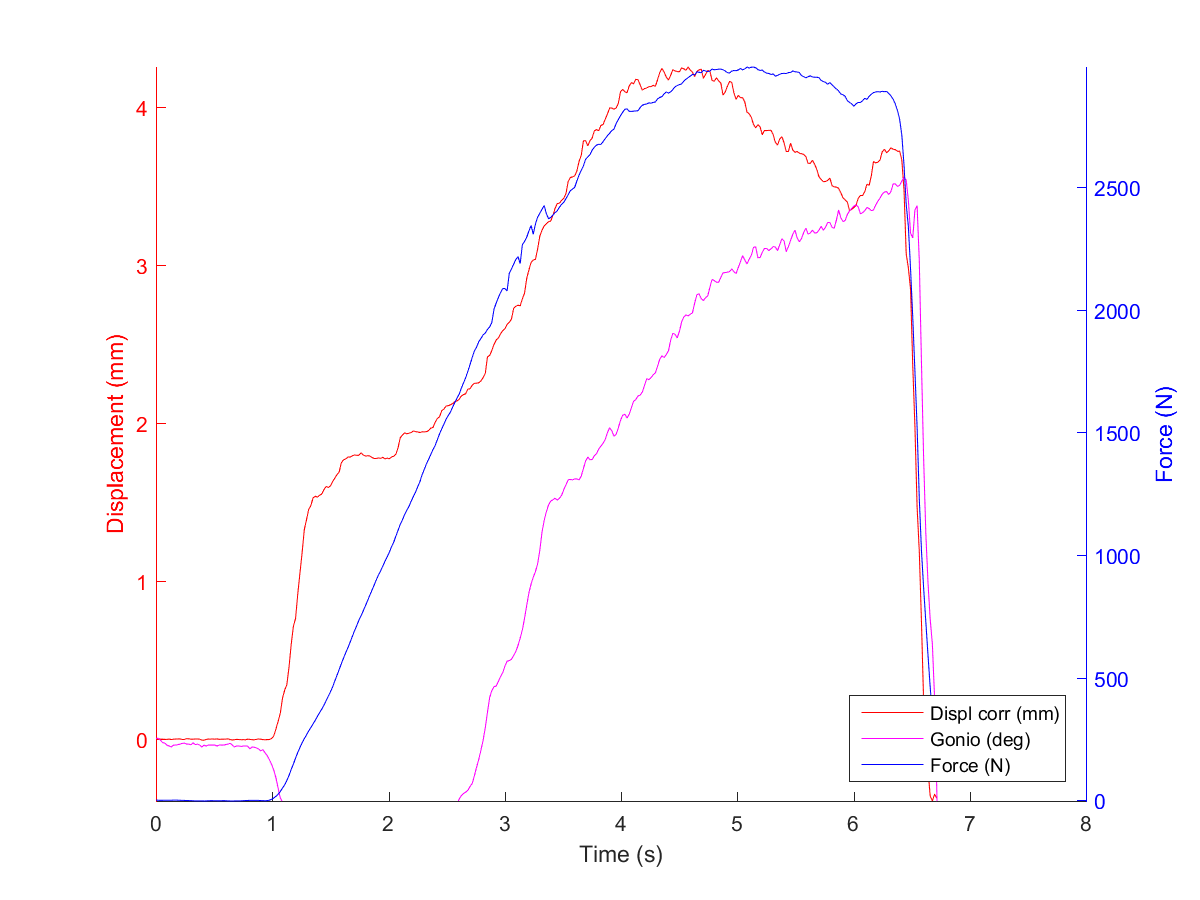 4
3
2
1
0
Displacement (mm)
2500
2000
1500
1000
500
0
Force (N)
Displ corr (mm)
Gonio (deg)
Force (N)
0 1 2 3 4 5 6 7 8
Time (s)